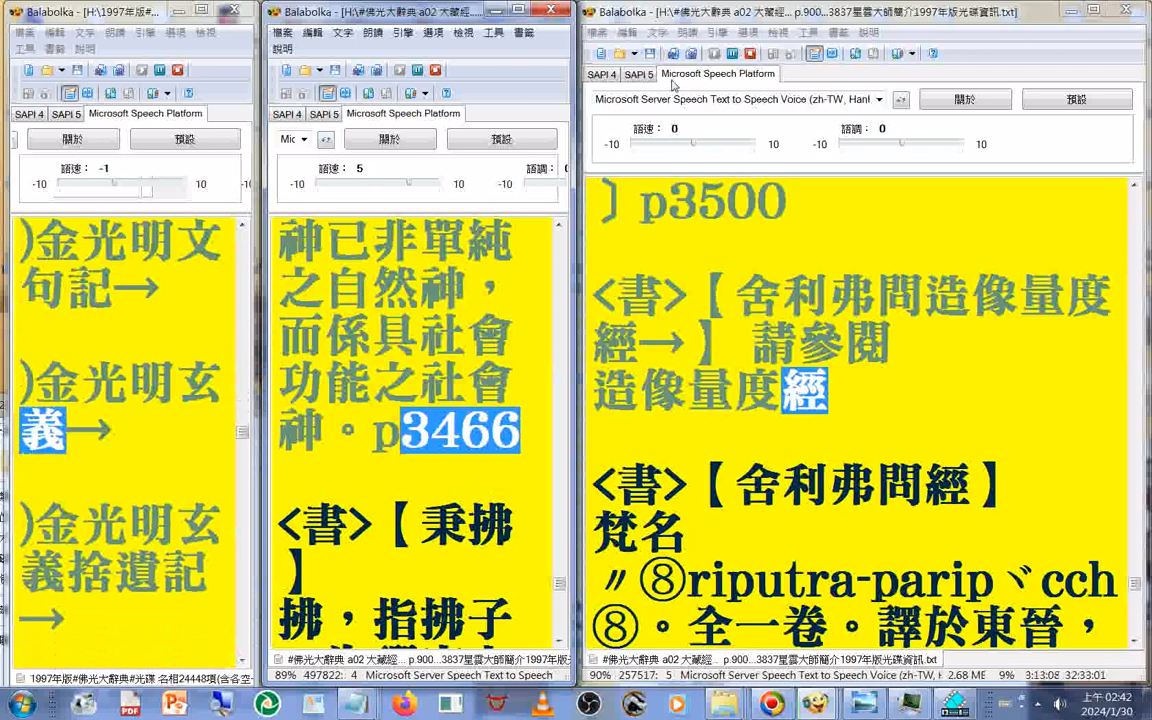 Balabolka - [H:\1997年版#...
檔案 編輯 文字 朗讀 引擎 選項 檢視
工具 書籤 說明
SAPI 4 SAPI 5 Microsoft Speech Platform
關於 預設
語速： -1
-10 10
)金光明文
句記→
)金光明玄
義→
)金光明玄
義捨遺記
→
Balabolka - [H:\#佛光大辭典 a02 大藏經...
檔案 編輯 文字 朗讀 引擎 選項 檢視 工具 書籤
說明
SAPI 4 SAPI 5 Microsoft Speech Platform
Mic 關於 預設
語速： 5 語調： 0
-10 10 -10
神已非單純
之自然神，
而係具社會
功能之社會
神。p3466
<書>【秉拂
】
拂，指拂子
#佛光大辭典 a02 大藏經... p.900...3837星雲大師簡介1997年版光
89% 497822: 4 Microsoft Server Speech Text to Speech
Balabolka - [H:\#佛光大辭典 a02 大藏經... p.900...3837星雲大師簡介1997年版光碟資訊.txt]
檔案 編輯 文字 朗讀 引擎 選項 檢視 工具 書籤 說明
SAPI 4 SAPI 5 Microsoft Speech Platform
Microsoft Server Speech Text to Speech Voice (zh-TW, Hanl 關於 預設
語速： 0 語調： 0
-10 10 -10 10
〕p3500
<書>【舍利弗問造像量度
經→】 請參閱
造像量度經
<書>【舍利弗問經】
梵名
〃⑧riputra-paripヾcch
⑧。全一卷。譯於東晉，
#佛光大辭典 a02 大藏經... p.900...3837星雲大師簡介1997年版光碟資訊.txt
90% 257517: 5 Microsoft Server Speech Text to Speech Voice (zh-TW, H 2.68 ME 9% 3:13:08 32:33:01
1997年版#佛光大辭典#光碟 名相24448項(含各空
上午 02:42
2024/1/30